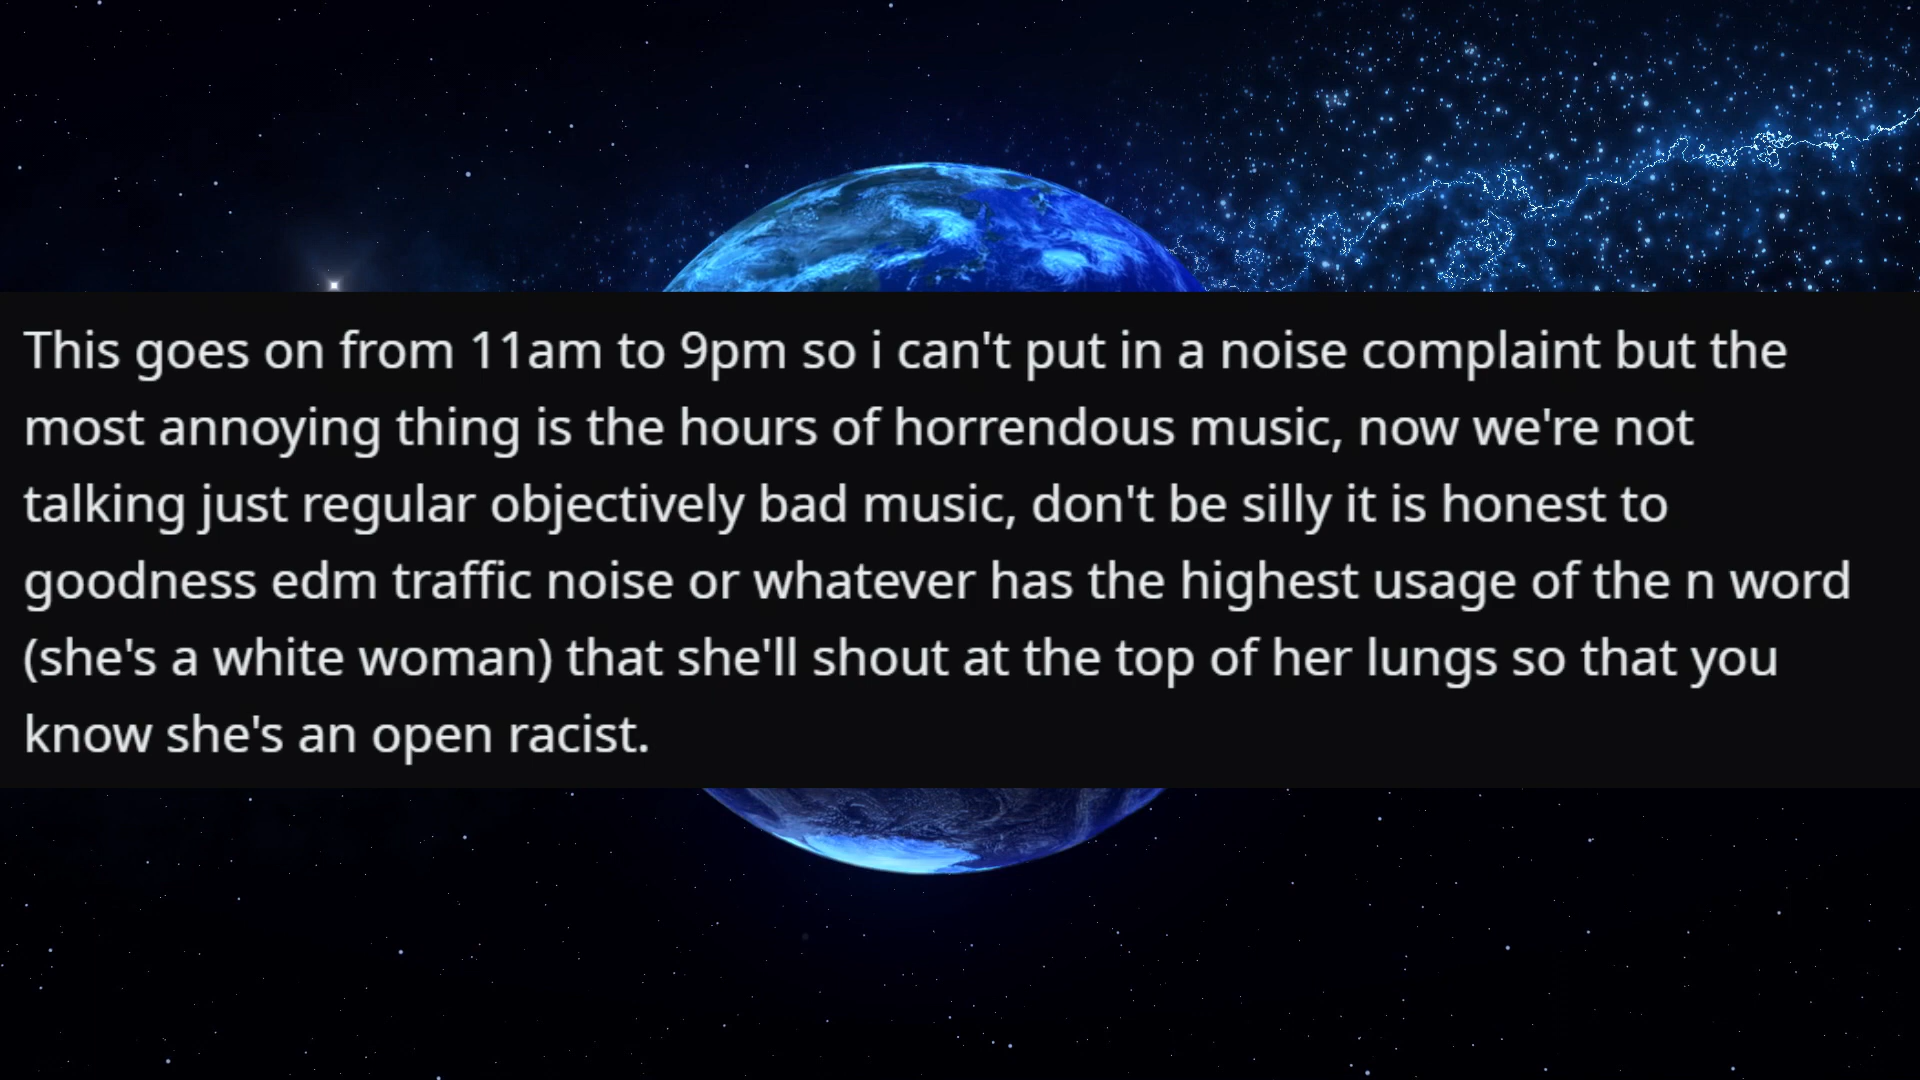 This goes on from 11am to 9pm so i can't put in a noise complaint but the
most annoying thing is the hours of horrendous music, now we're not
talking just regular objectively bad music, don't be silly it is honest to
goodness edm traffic noise or whatever has the highest usage of the n word
(she's a white woman) that she'll shout at the top of her lungs so that you
know she's an open racist.